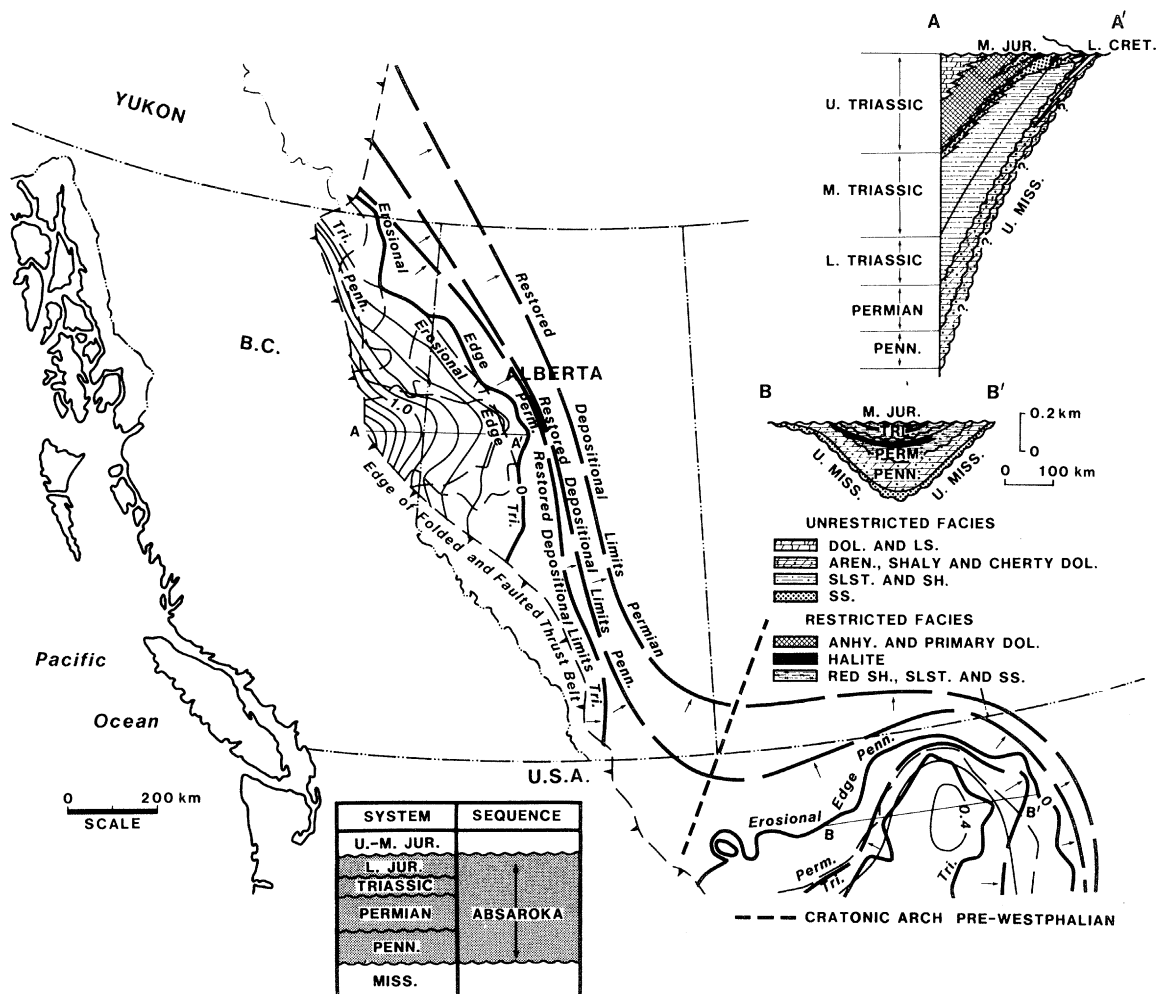 YUKON
B.C.
ALBERTA
Pacific
Ocean
U.S.A.
0 200 km
SCALE
Tri.
Erosional
Edge
Penn.
Erosional
Edge
Perm.
1.0
A
A'
0
Tri.
Edge of Folded and Faulted Thrust Belt
Restored Depositional Limits Tri.
Restored Depositional Limits Penn.
Restored Depositional Limits Permian
Erosional Edge Penn.
B
B'
0
0.4
Perm.
Tri.
Tri.
CRATONIC ARCH PRE-WESTPHALIAN
A A'
M. JUR. L. CRET.
U. TRIASSIC
M. TRIASSIC
L. TRIASSIC
PERMIAN
PENN.
U. MISS.
? ? ? ?
B B'
M. JUR.
TRI.
PERM.
PENN.
U. MISS. U. MISS.
0.2 km
0
0 100 km
UNRESTRICTED FACIES
DOL. AND LS.
AREN., SHALY AND CHERTY DOL.
SLST. AND SH.
SS.
RESTRICTED FACIES
ANHY. AND PRIMARY DOL.
HALITE
RED SH., SLST. AND SS.
SYSTEM SEQUENCE
U.-M. JUR.
L. JUR.
TRIASSIC
PERMIAN ABSAROKA
PENN.
MISS.